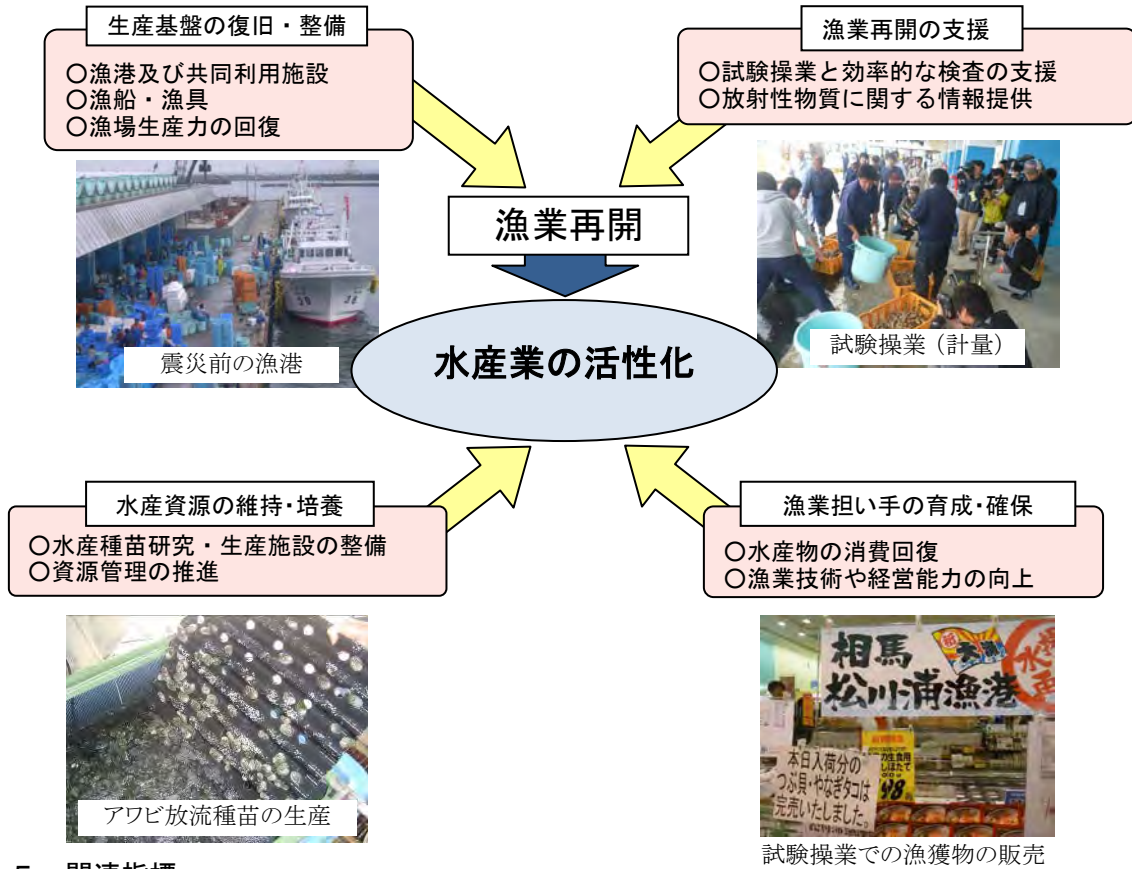 生産基盤の復旧・整備
〇漁港及び共同利用施設
〇漁船・漁具
〇漁場生産力の回復
漁業再開の支援
〇試験操業と効率的な検査の支援
〇放射性物質に関する情報提供
震災前の漁港
漁業再開
試験操業（計量）
水産業の活性化
水産資源の維持・培養
〇水産種苗研究・生産施設の整備
〇資源管理の推進
漁業担い手の育成・確保
〇水産物の消費回復
〇漁業技術や経営能力の向上
アワビ放流種苗の生産
相馬
松川浦漁港
本日入荷分の
つぶ貝・やなぎタコは
完売いたしました。
試験操業での漁獲物の販売